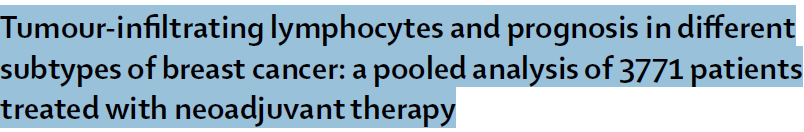 Tumour-infiltrating lymphocytes and prognosis in different
subtypes of breast cancer: a pooled analysis of 3771 patients
treated with neoadjuvant therapy